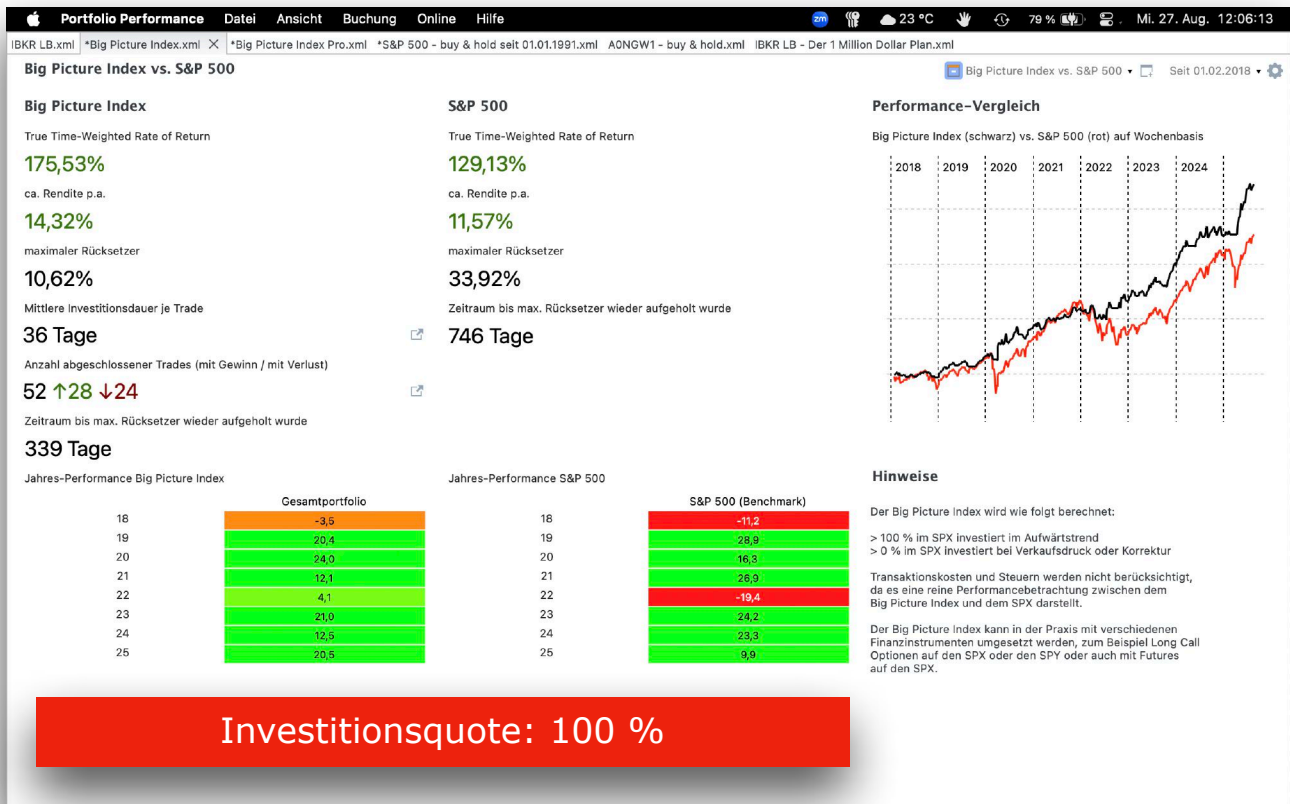 Portfolio Performance Datei Ansicht Buchung Online Hilfe zm 23 °C 79 % Mi. 27. Aug. 12:06:13
IBKR LB.xml *Big Picture Index.xml *Big Picture Index Pro.xml *S&P 500 - buy & hold seit 01.01.1991.xml A0NGW1 - buy & hold.xml IBKR LB - Der 1 Million Dollar Plan.xml
Big Picture Index vs. S&P 500
Big Picture Index vs. S&P 500 Seit 01.02.2018
Big Picture Index
True Time-Weighted Rate of Return
175,53%
ca. Rendite p.a.
14,32%
maximaler Rücksetzer
10,62%
Mittlere Investitionsdauer je Trade
36 Tage
Anzahl abgeschlossener Trades (mit Gewinn / mit Verlust)
52 ↑28 ↓24
Zeitraum bis max. Rücksetzer wieder aufgeholt wurde
339 Tage
S&P 500
True Time-Weighted Rate of Return
129,13%
ca. Rendite p.a.
11,57%
maximaler Rücksetzer
33,92%
Zeitraum bis max. Rücksetzer wieder aufgeholt wurde
746 Tage
Performance-Vergleich
Big Picture Index (schwarz) vs. S&P 500 (rot) auf Wochenbasis
2018 2019 2020 2021 2022 2023 2024
Jahres-Performance Big Picture Index
Gesamtportfolio
18 -3,5
19 20,4
20 24,0
21 12,1
22 4,1
23 21,0
24 12,5
25 20,5
Jahres-Performance S&P 500
S&P 500 (Benchmark)
18 -11,2
19 28,9
20 16,3
21 26,9
22 -19,4
23 24,2
24 23,3
25 9,9
Hinweise
Der Big Picture Index wird wie folgt berechnet:
> 100 % im SPX investiert im Aufwärtstrend
> 0 % im SPX investiert bei Verkaufsdruck oder Korrektur
Transaktionskosten und Steuern werden nicht berücksichtigt,
da es eine reine Performancebetrachtung zwischen dem
Big Picture Index und dem SPX darstellt.
Der Big Picture Index kann in der Praxis mit verschiedenen
Finanzinstrumenten umgesetzt werden, zum Beispiel Long Call
Optionen auf den SPX oder den SPY oder auch mit Futures
auf den SPX.
Investitionsquote: 100 %